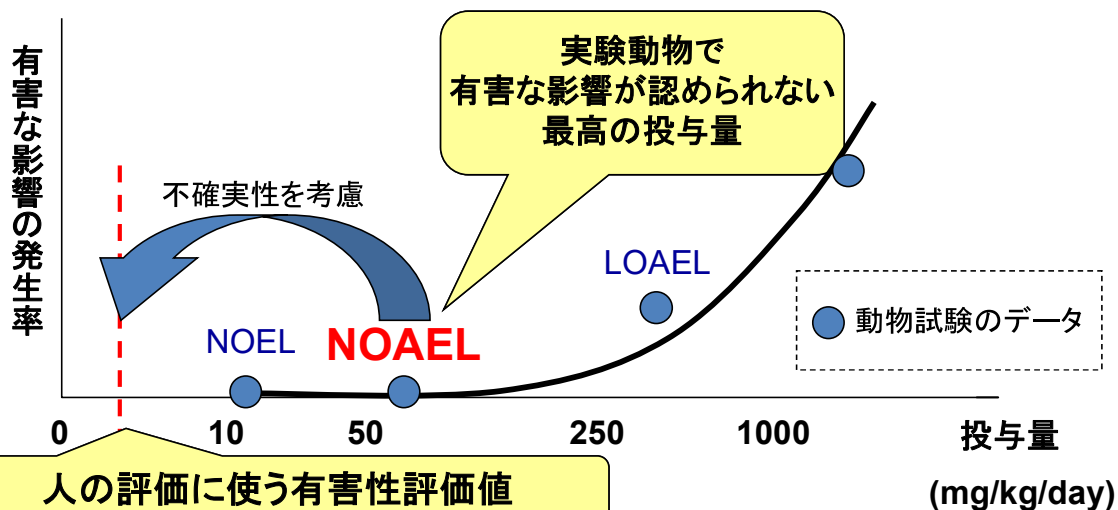 有害な影響の発生率
実験動物で
有害な影響が認められない
最高の投与量
不確実性を考慮
LOAEL
動物試験のデータ
NOEL
NOAEL
0
10
50
250
1000
投与量
(mg/kg/day)
人の評価に使う有害性評価値